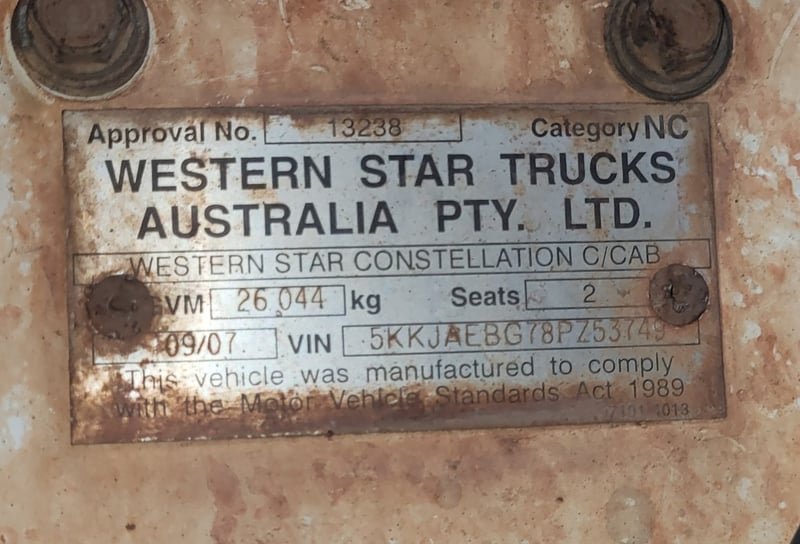 Approval No. 13238 Category NC
WESTERN STAR TRUCKS
AUSTRALIA PTY. LTD.
WESTERN STAR CONSTELLATION C/CAB
VM 26,044 kg Seats 2
09/07 VIN 5KKJAEBG78PZ53749
This vehicle was manufactured to comply
with the Motor Vehicle Standards Act 1989